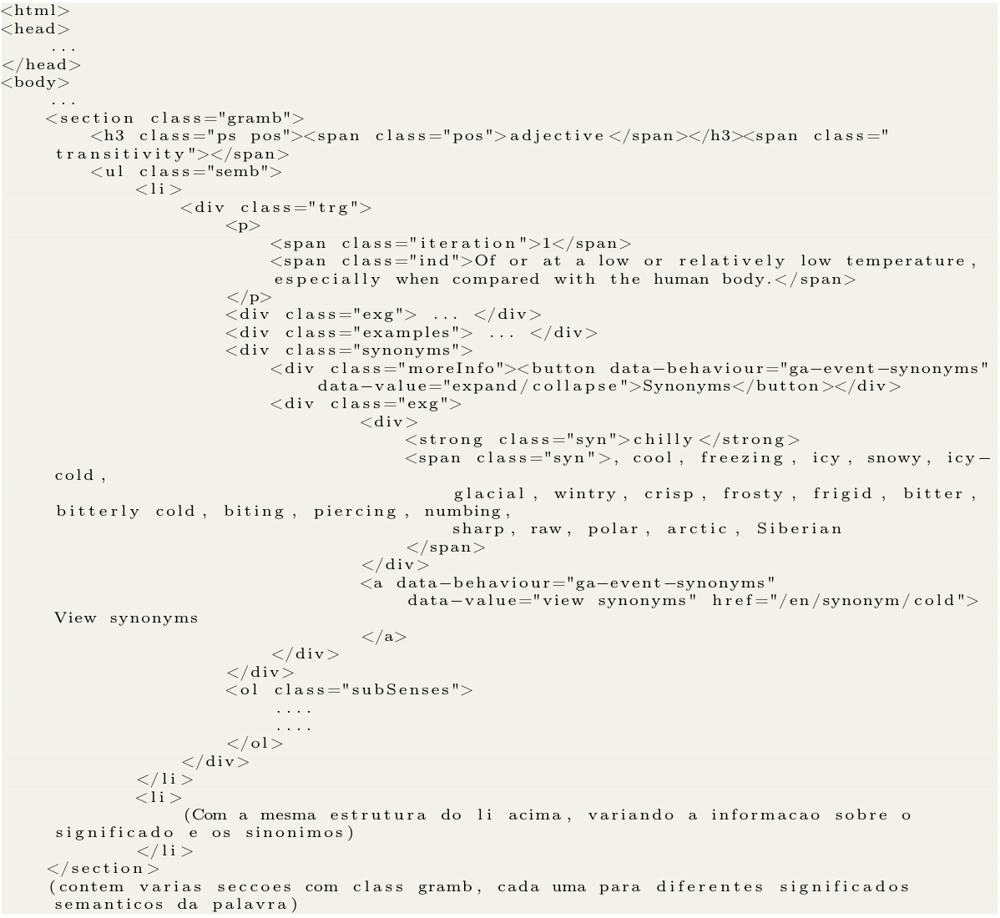 <html>
<head>
...
</head>
<body>
...
<section class="gramb">
<h3 class="ps pos"><span class="pos">adjective</span></h3><span class="
transitivity"></span>
<ul class="semb">
<li>
<div class="trg">
<p>
<span class="iteration">1</span>
<span class="ind">Of or at a low or relatively low temperature,
especially when compared with the human body.</span>
</p>
<div class="exg"> ... </div>
<div class="examples"> ... </div>
<div class="synonyms">
<div class="moreInfo"><button data-behaviour="ga-event-synonyms"
data-value="expand/collapse">Synonyms</button></div>
<div class="exg">
<div>
<strong class="syn">chilly</strong>
<span class="syn">, cool, freezing, icy, snowy, icy-
cold,
glacial, wintry, crisp, frosty, frigid, bitter,
bitterly cold, biting, piercing, numbing,
sharp, raw, polar, arctic, Siberian
</span>
</div>
<a data-behaviour="ga-event-synonyms"
data-value="view synonyms" href="/en/synonym/cold">
View synonyms
</a>
</div>
</div>
<ol class="subSenses">
....
....
</ol>
</div>
</li>
<li>
(Com a mesma estrutura do li acima, variando a informacao sobre o
significado e os sinonimos)
</li>
</section>
(contem varias seccoes com class gramb, cada uma para diferentes significados
semanticos da palavra)